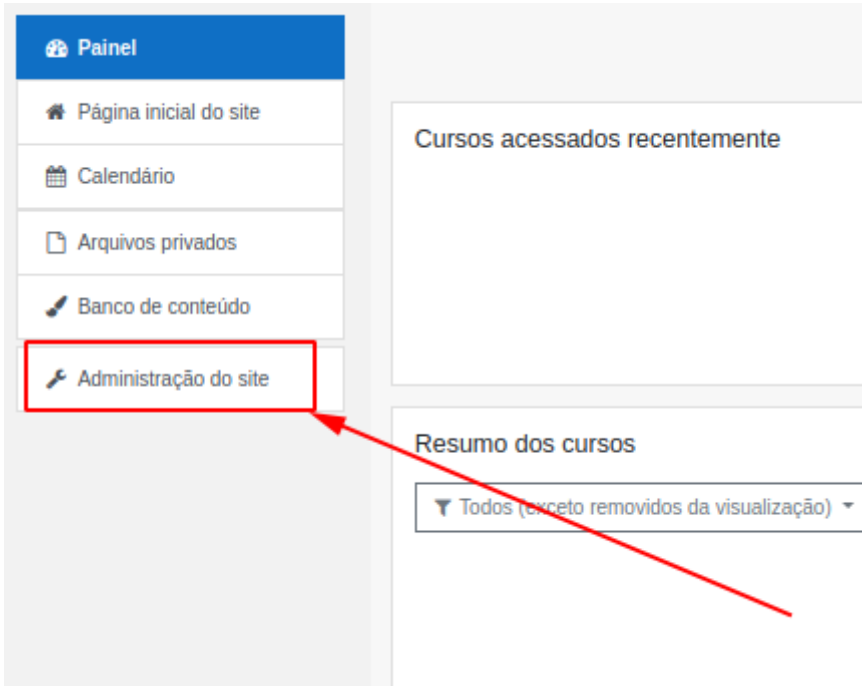 Painel
Página inicial do site
Calendário
Arquivos privados
Banco de conteúdo
Administração do site
Cursos acessados recentemente
Resumo dos cursos
Todos (exceto removidos da visualização)